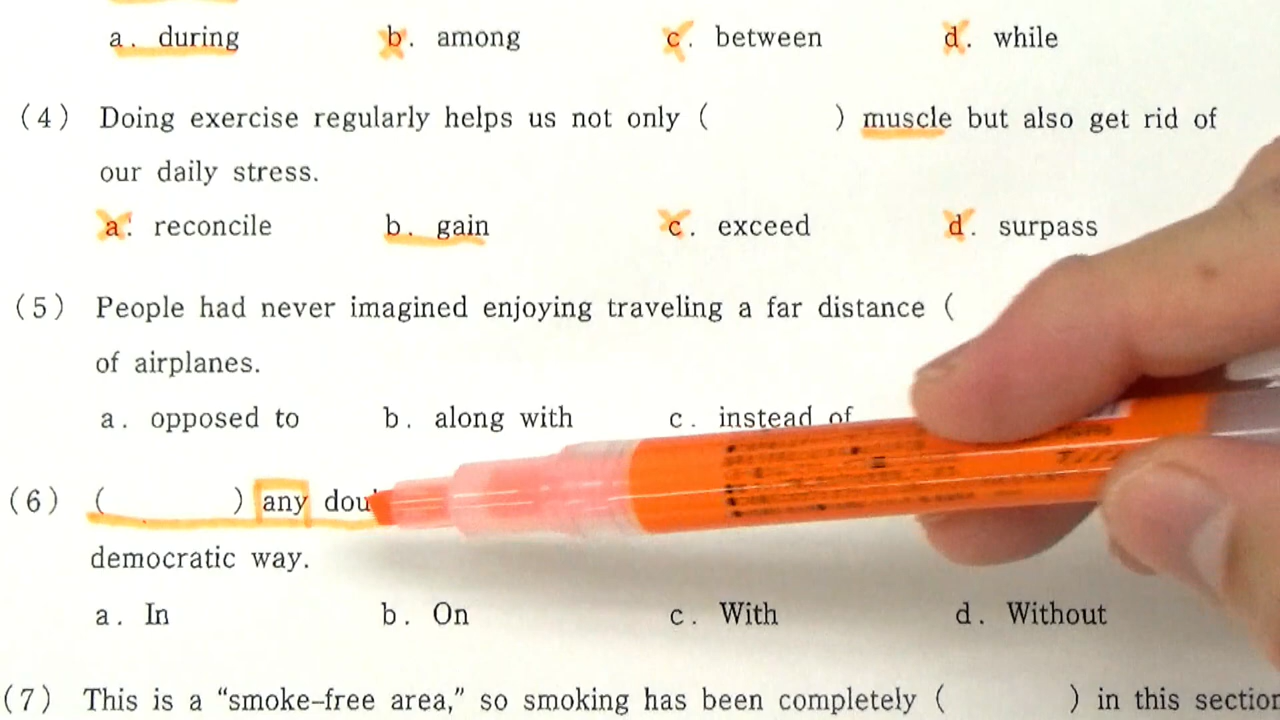 a. during b. among c. between d. while
(4) Doing exercise regularly helps us not only ( ) muscle but also get rid of
our daily stress.
a. reconcile b. gain c. exceed d. surpass
(5) People had never imagined enjoying traveling a far distance (
of airplanes.
a. opposed to b. along with c. instead of
(6) ( ) any
democratic way.
a. In b. On c. With d. Without
(7) This is a “smoke-free area,” so smoking has been completely ( ) in this section